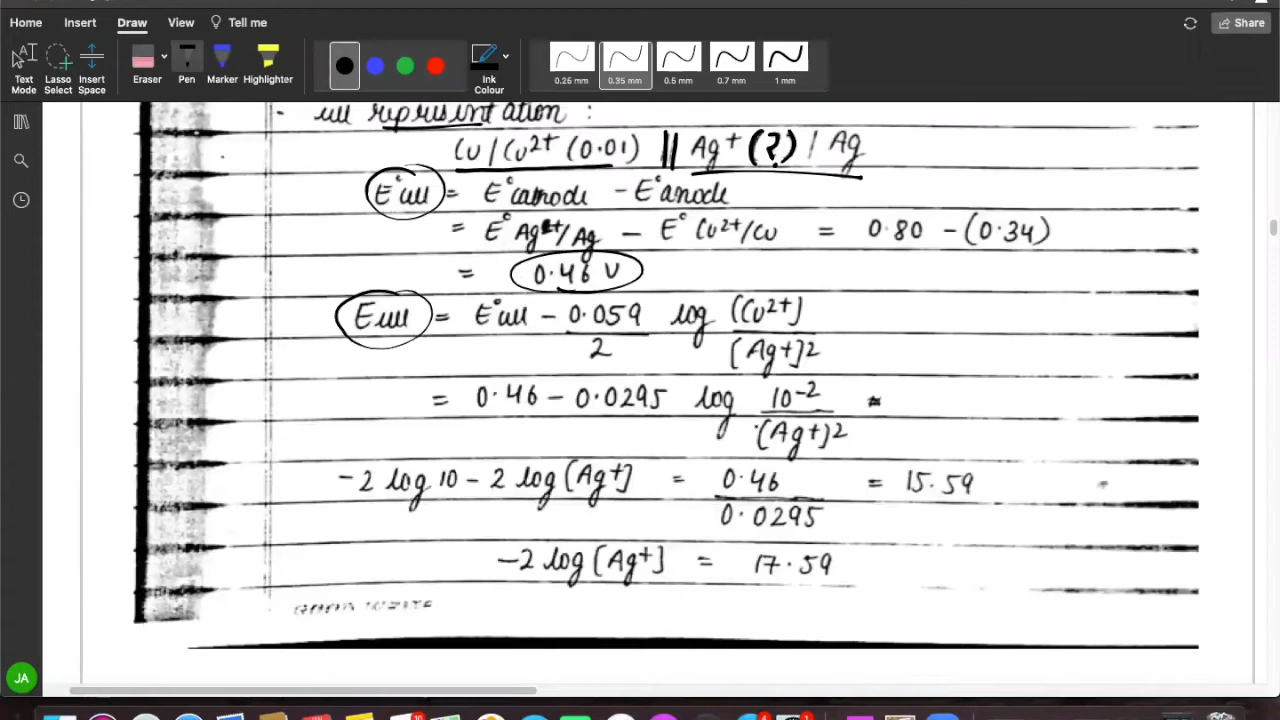 Home Insert Draw View Tell me Share
Text Mode Lasso Select Insert Space Eraser Pen Marker Highlighter Ink Colour 0.25 mm 0.35 mm 0.5 mm 0.7 mm 1 mm
representation :
Cu/Cu²⁺ (0.01) || Ag⁺ (?) / Ag
E°cell = E°cathode - E°anode
= E° Ag⁺/Ag - E° Cu²⁺/Cu = 0.80 - (0.34)
= 0.46 V
Ecell = E°cell - 0.059/2 log [Cu²⁺]/[Ag⁺]2
= 0.46 - 0.0295 log 10⁻²/(Ag⁺)2
-2 log 10 - 2 log [Ag⁺] = 0.46/0.0295 = 15.59
-2 log [Ag⁺] = 17.59
JA